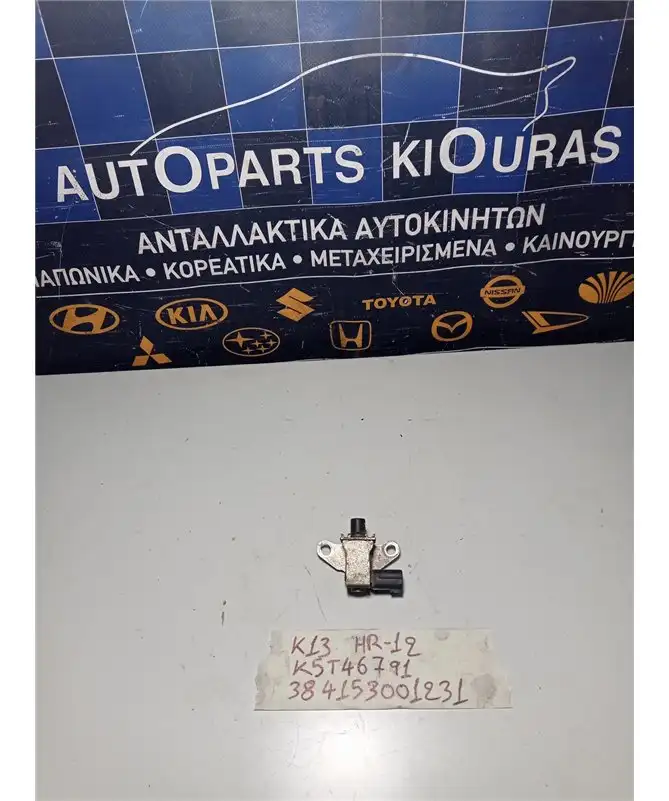 AUTOPARTS KIOURAS
ΑΝΤΑΛΛΑΚΤΙΚΑ ΑΥΤΟΚΙΝΗΤΩΝ
ΙΑΠΩΝΙΚΑ • ΚΟΡΕΑΤΙΚΑ • ΜΕΤΑΧΕΙΡΙΣΜΕΝΑ • ΚΑΙΝΟΥΡΓ
KIA
TOYOTA
NISSAN
K13 HR-12
K5T46791
384153001231